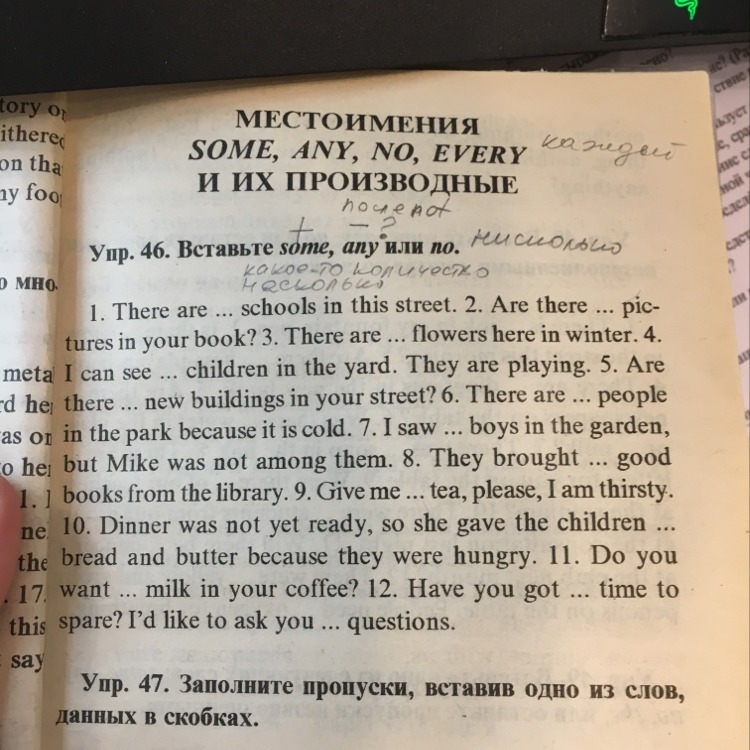 МЕСТОИМЕНИЯ
SOME, ANY, NO, EVERY каждый
И ИХ ПРОИЗВОДНЫЕ
+ — ?
Упр. 46. Вставьте some, any или no. нисколько
какое-то количество
несколько
1. There are ... schools in this street. 2. Are there ... pic-
tures in your book? 3. There are ... flowers here in winter. 4.
I can see ... children in the yard. They are playing. 5. Are
there ... new buildings in your street? 6. There are ... people
in the park because it is cold. 7. I saw ... boys in the garden,
but Mike was not among them. 8. They brought ... good
books from the library. 9. Give me ... tea, please, I am thirsty.
10. Dinner was not yet ready, so she gave the children ...
bread and butter because they were hungry. 11. Do you
want ... milk in your coffee? 12. Have you got ... time to
spare? I'd like to ask you ... questions.
Упр. 47. Заполните пропуски, вставив одно из слов,
данных в скобках.